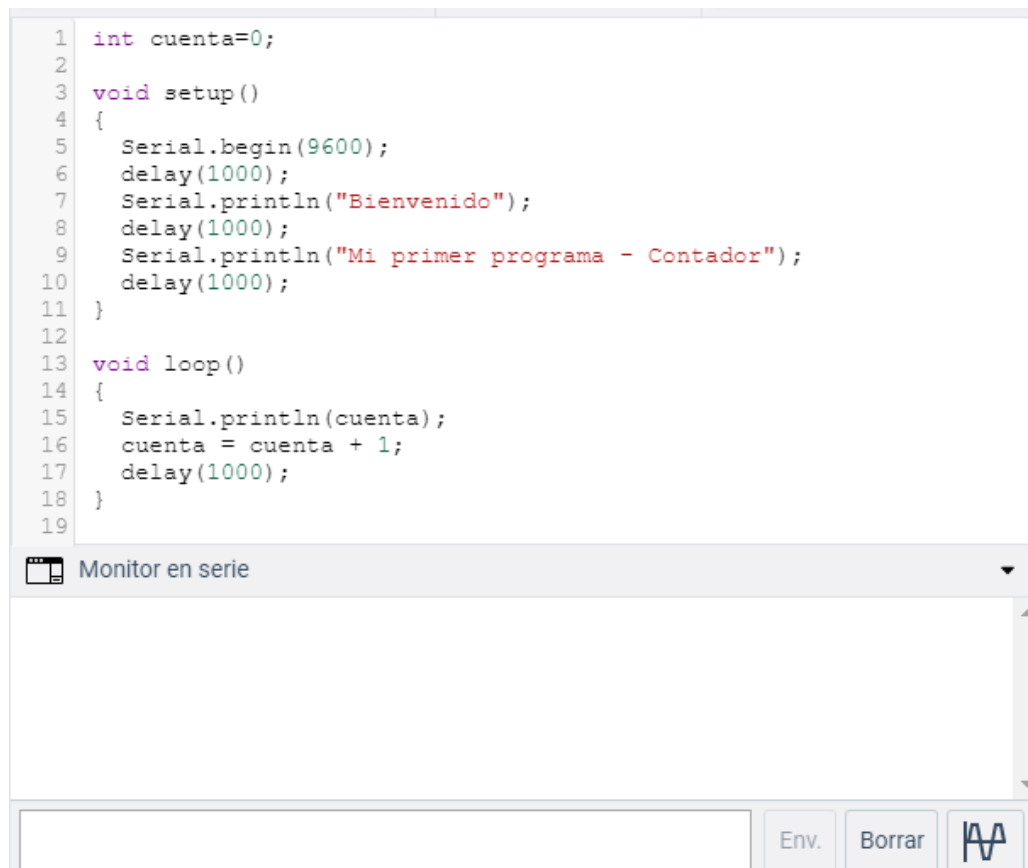 1 int cuenta=0;
2
3 void setup()
4 {
5   Serial.begin(9600);
6   delay(1000);
7   Serial.println("Bienvenido");
8   delay(1000);
9   Serial.println("Mi primer programa - Contador");
10   delay(1000);
11 }
12
13 void loop()
14 {
15   Serial.println(cuenta);
16   cuenta = cuenta + 1;
17   delay(1000);
18 }
19
Monitor en serie
Env. Borrar